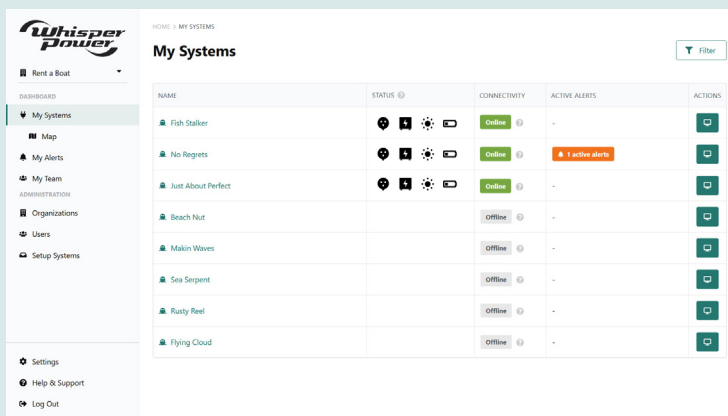 Whisper
Power
Rent a Boat
DASHBOARD
My Systems
Map
My Alerts
My Team
ADMINISTRATION
Organizations
Users
Setup Systems
Settings
Help & Support
Log Out
HOME > MY SYSTEMS
My Systems
Filter
NAME STATUS CONNECTIVITY ACTIVE ALERTS ACTIONS
Fish Stalker Online -
No Regrets Online 1 active alerts
Just About Perfect Online -
Beach Nut Offline -
Makin Waves Offline -
Sea Serpent Offline -
Rusty Reel Offline -
Flying Cloud Offline -